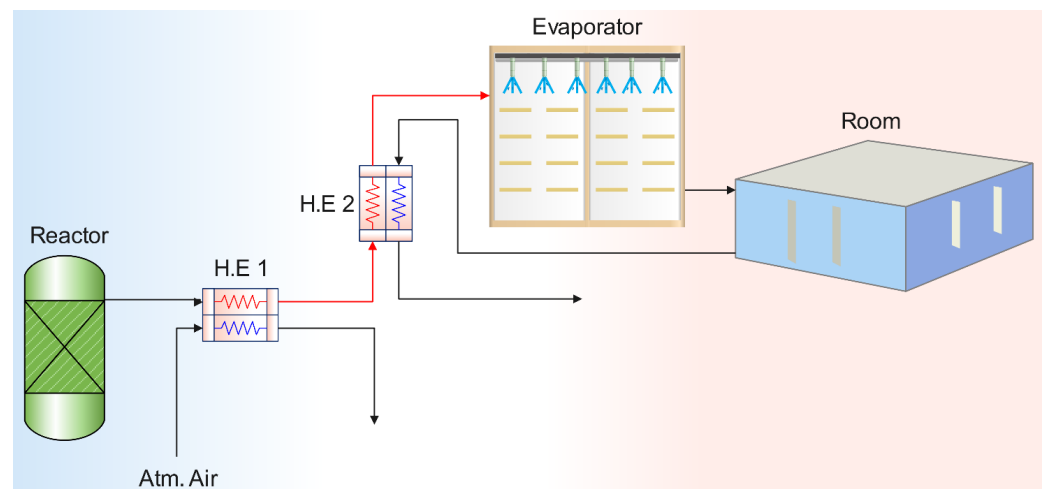 Evaporator
Room
H.E 2
Reactor
H.E 1
Atm. Air